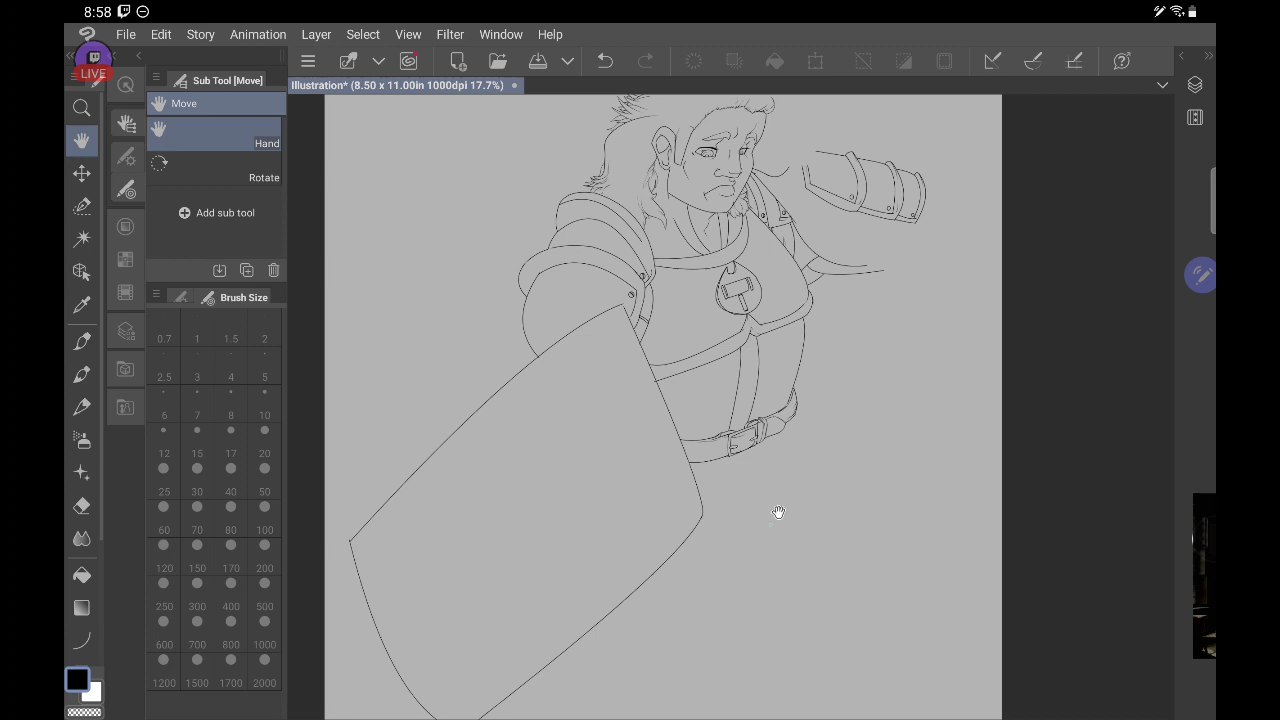 8:58
File Edit Story Animation Layer Select View Filter Window Help
LIVE
Sub Tool [Move]
Illustration* (8.50 x 11.00in 1000dpi 17.7%)
Move
Hand
Rotate
Add sub tool
Brush Size
0.7 1 1.5 2
2.5 3 4 5
6 7 8 10
12 15 17 20
25 30 40 50
60 70 80 100
120 150 170 200
250 300 400 500
600 700 800 1000
1200 1500 1700 2000